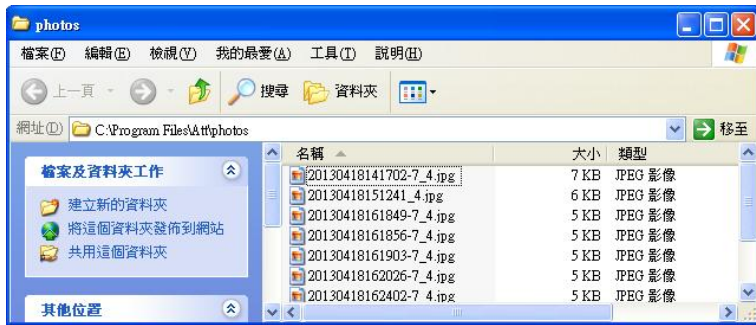 photos
檔案(F) 編輯(E) 檢視(V) 我的最愛(A) 工具(T) 說明(H)
上一頁 搜尋 資料夾
網址(D) C:\Program Files\Att\photos 移至
檔案及資料夾工作
建立新的資料夾
將這個資料夾發佈到網站
共用這個資料夾
其他位置
名稱 大小 類型
20130418141702-7_4.jpg 7 KB JPEG 影像
20130418151241_4.jpg 6 KB JPEG 影像
20130418161849-7_4.jpg 5 KB JPEG 影像
20130418161856-7_4.jpg 5 KB JPEG 影像
20130418161903-7_4.jpg 5 KB JPEG 影像
20130418162026-7_4.jpg 5 KB JPEG 影像
20130418162402-7_4.jpg 5 KB JPEG 影像